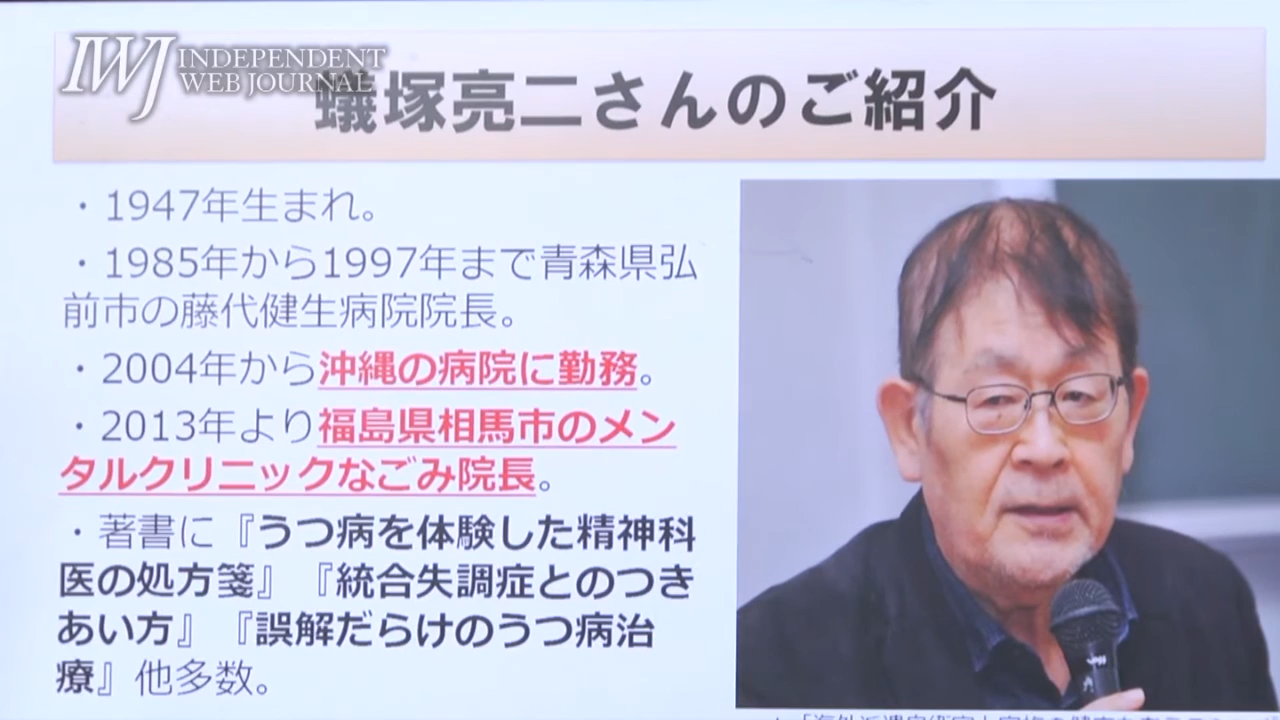 IWJ INDEPENDENT
WEB JOURNAL
蟻塚亮二さんのご紹介
・1947年生まれ。
・1985年から1997年まで青森県弘
前市の藤代健生病院院長。
・2004年から沖縄の病院に勤務。
・2013年より福島県相馬市のメン
タルクリニックなごみ院長。
・著書に『うつ病を体験した精神科
医の処方箋』『統合失調症とのつき
あい方』『誤解だらけのうつ病治
療』他多数。